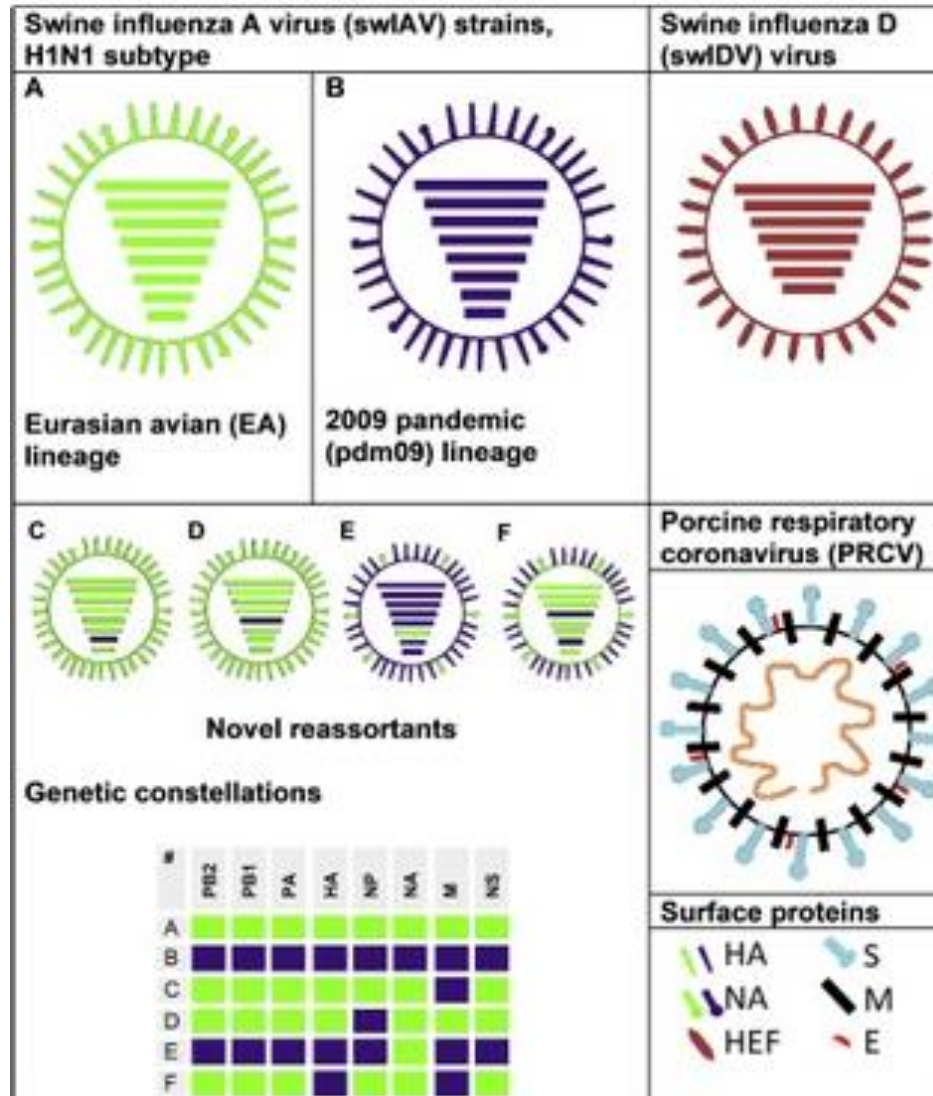 Swine influenza A virus (swIAV) strains,
H1N1 subtype
Swine influenza D
(swIDV) virus
A
B
Eurasian avian (EA)
lineage
2009 pandemic
(pdm09) lineage
C D E F
Novel reassortants
Porcine respiratory
coronavirus (PRCV)
Genetic constellations
# PB2 PB1 PA HA NP NA M NS
A
B
C
D
E
F
Surface proteins
HA
NA
HEF
S
M
E